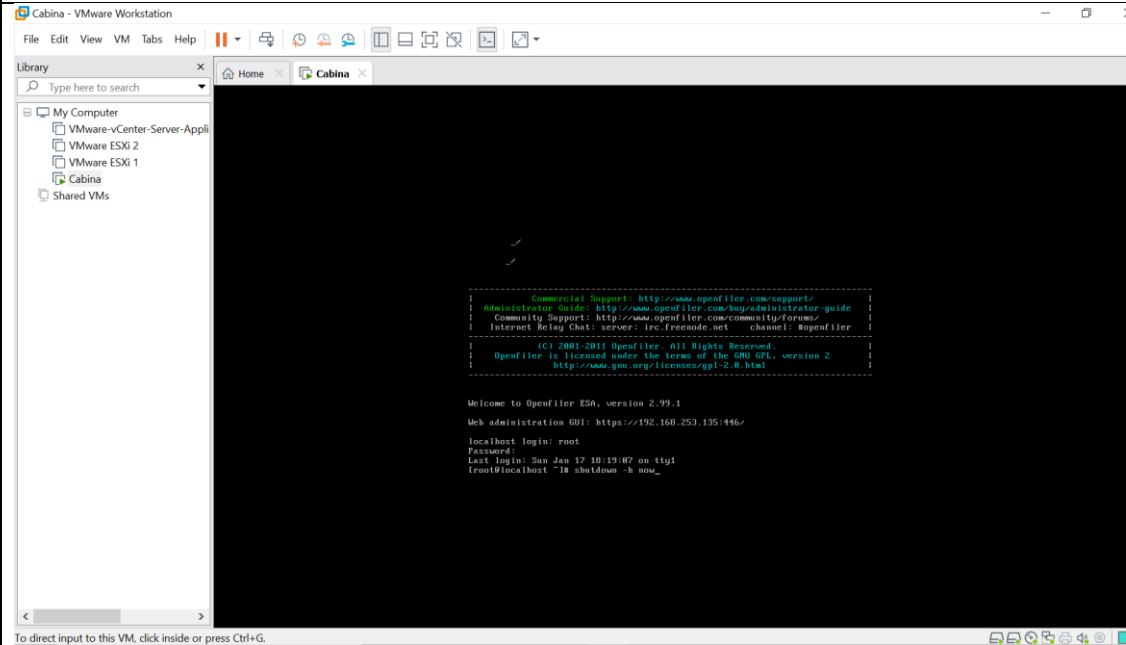 Cabina - VMware Workstation
File Edit View VM Tabs Help
Library
Type here to search
Home
Cabina
My Computer
VMware-vCenter-Server-Appli
VMware ESXi 2
VMware ESXi 1
Cabina
Shared VMs
Commercial Support: http://www.openfiler.com/support/
Administrator Guide: http://www.openfiler.com/buy/administrator-guide
Community Support: http://www.openfiler.com/community/forums/
Internet Relay Chat: server: irc.freenode.net channel: #openfiler
(C) 2001-2011 Openfiler. All Rights Reserved.
Openfiler is licensed under the terms of the GNU GPL, version 2
http://www.gnu.org/licenses/gpl-2.0.html
Welcome to Openfiler ESA, version 2.99.1
Web administration GUI: https://192.168.253.135:446/
localhost login: root
Password:
Last login: Sun Jan 17 18:19:07 on tty1
[root@localhost ~]# shutdown -h now_
To direct input to this VM, click inside or press Ctrl+G.